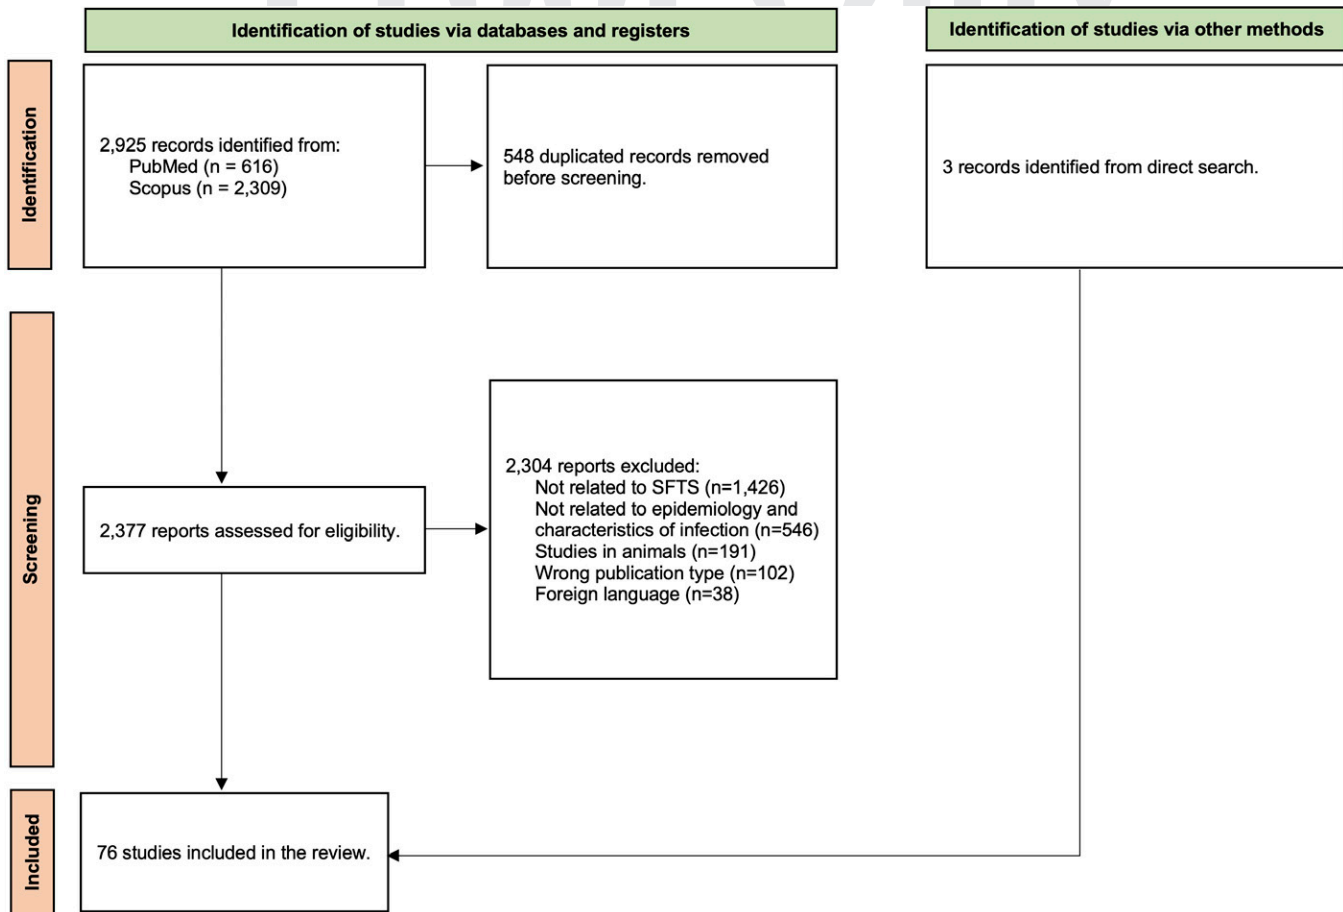 Identification of studies via databases and registers
Identification of studies via other methods
Identification
2,925 records identified from:
PubMed (n = 616)
Scopus (n = 2,309)
548 duplicated records removed
before screening.
3 records identified from direct search.
Screening
2,377 reports assessed for eligibility.
2,304 reports excluded:
Not related to SFTS (n=1,426)
Not related to epidemiology and
characteristics of infection (n=546)
Studies in animals (n=191)
Wrong publication type (n=102)
Foreign language (n=38)
Included
76 studies included in the review.